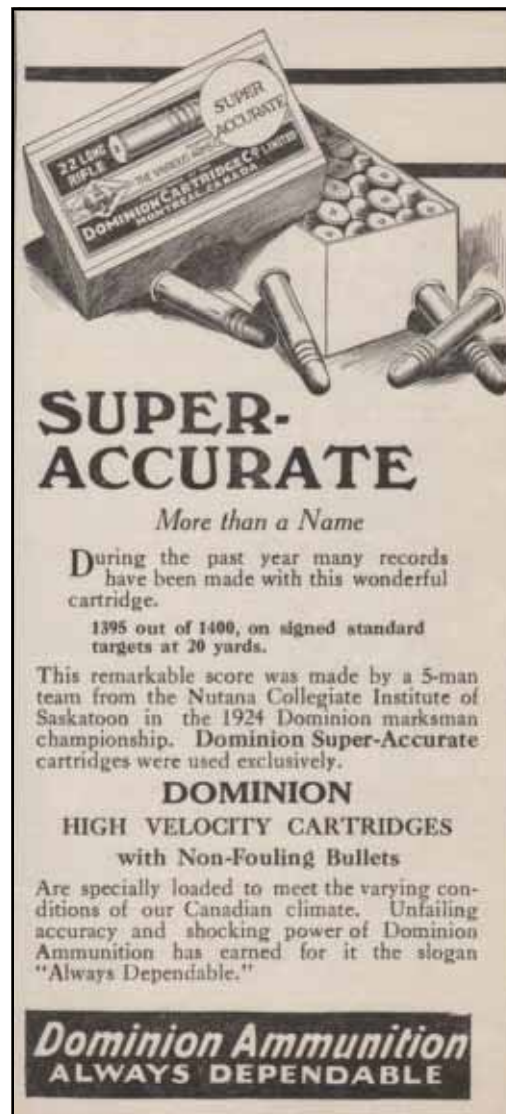 SUPER
ACCURATE
22 LONG
RIFLE
DOMINION CARTRIDGE Co LIMITED
MONTREAL, CANADA
SUPER-
ACCURATE
More than a Name
During the past year many records
have been made with this wonderful
cartridge.
1395 out of 1400, on signed standard
targets at 20 yards.
This remarkable score was made by a 5-man
team from the Nutana Collegiate Institute of
Saskatoon in the 1924 Dominion marksman
championship. Dominion Super-Accurate
cartridges were used exclusively.
DOMINION
HIGH VELOCITY CARTRIDGES
with Non-Fouling Bullets
Are specially loaded to meet the varying con-
ditions of our Canadian climate. Unfailing
accuracy and shocking power of Dominion
Ammunition has earned for it the slogan
"Always Dependable."
Dominion Ammunition
ALWAYS DEPENDABLE